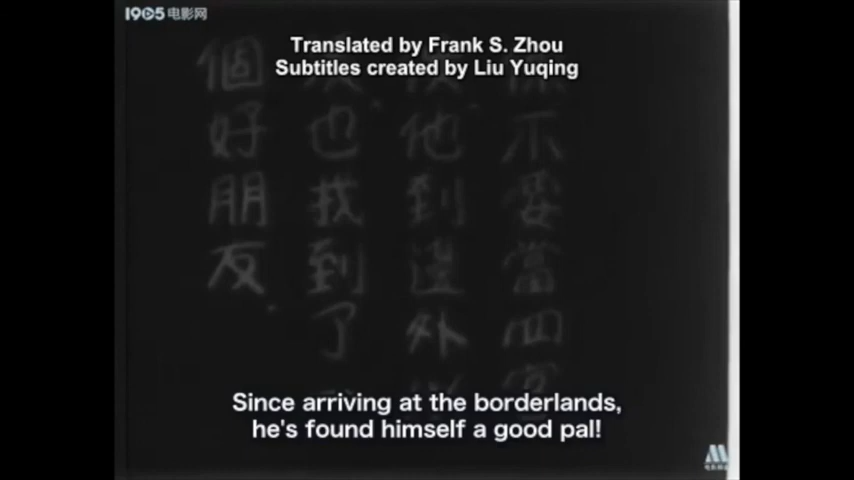 1905电影网
Translated by Frank S. Zhou
Subtitles created by Liu Yuqing
不妥當四
他到邊外
也找到了
個好朋友
Since arriving at the borderlands,
he's found himself a good pal!